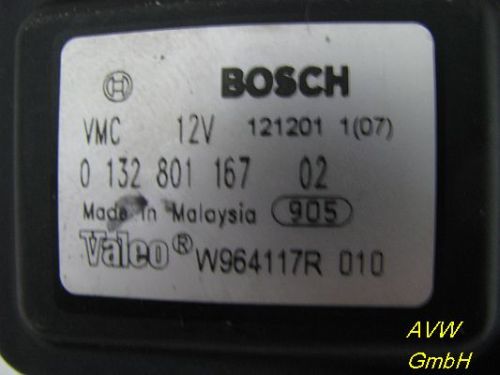 BOSCH
VMC 12V 121201 1(07)
0 132 801 167 02
Made In Malaysia 905
Valeo® W964117R 010
AVW
GmbH